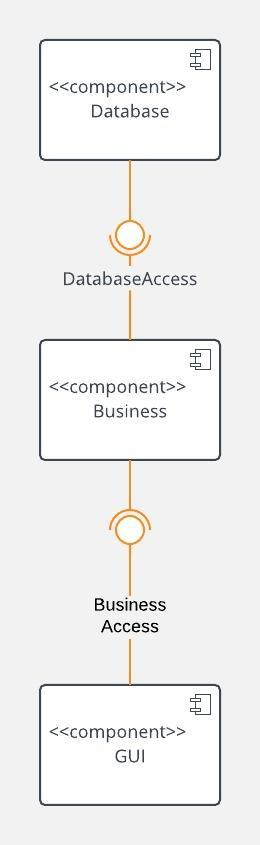 <<component>>
Database
DatabaseAccess
<<component>>
Business
Business
Access
<<component>>
GUI